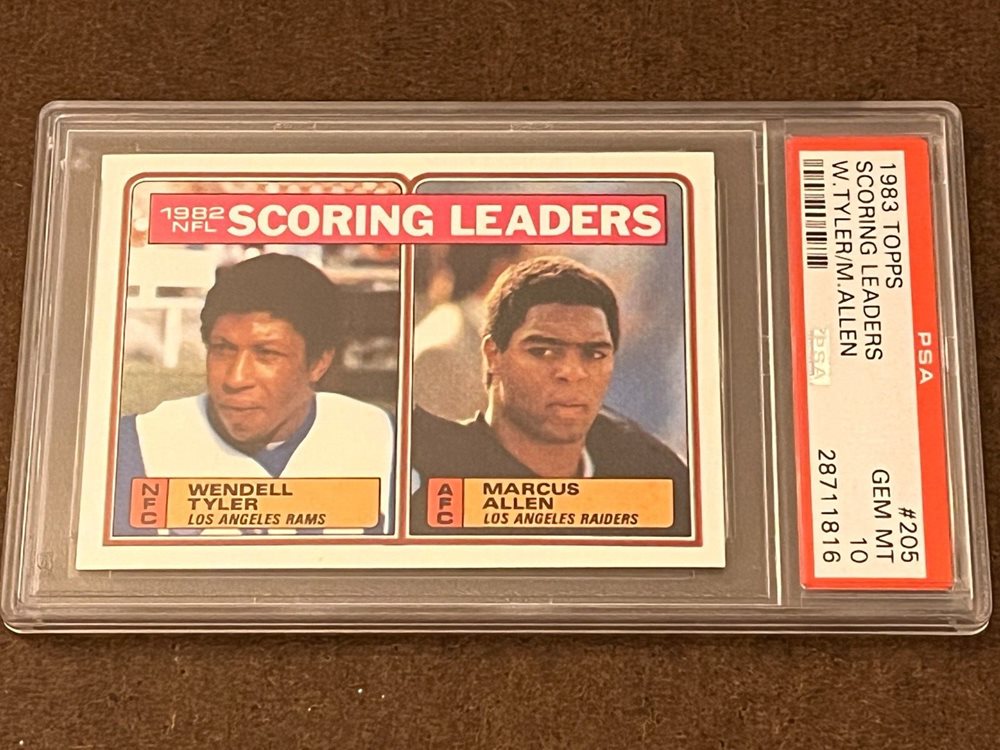 1982
NFL
SCORING LEADERS
NFC
WENDELL
TYLER
LOS ANGELES RAMS
AFC
MARCUS
ALLEN
LOS ANGELES RAIDERS
1983 TOPPS #205
SCORING LEADERS GEM MT
W.TYLER/M.ALLEN 10
28711816
PSA
PSA